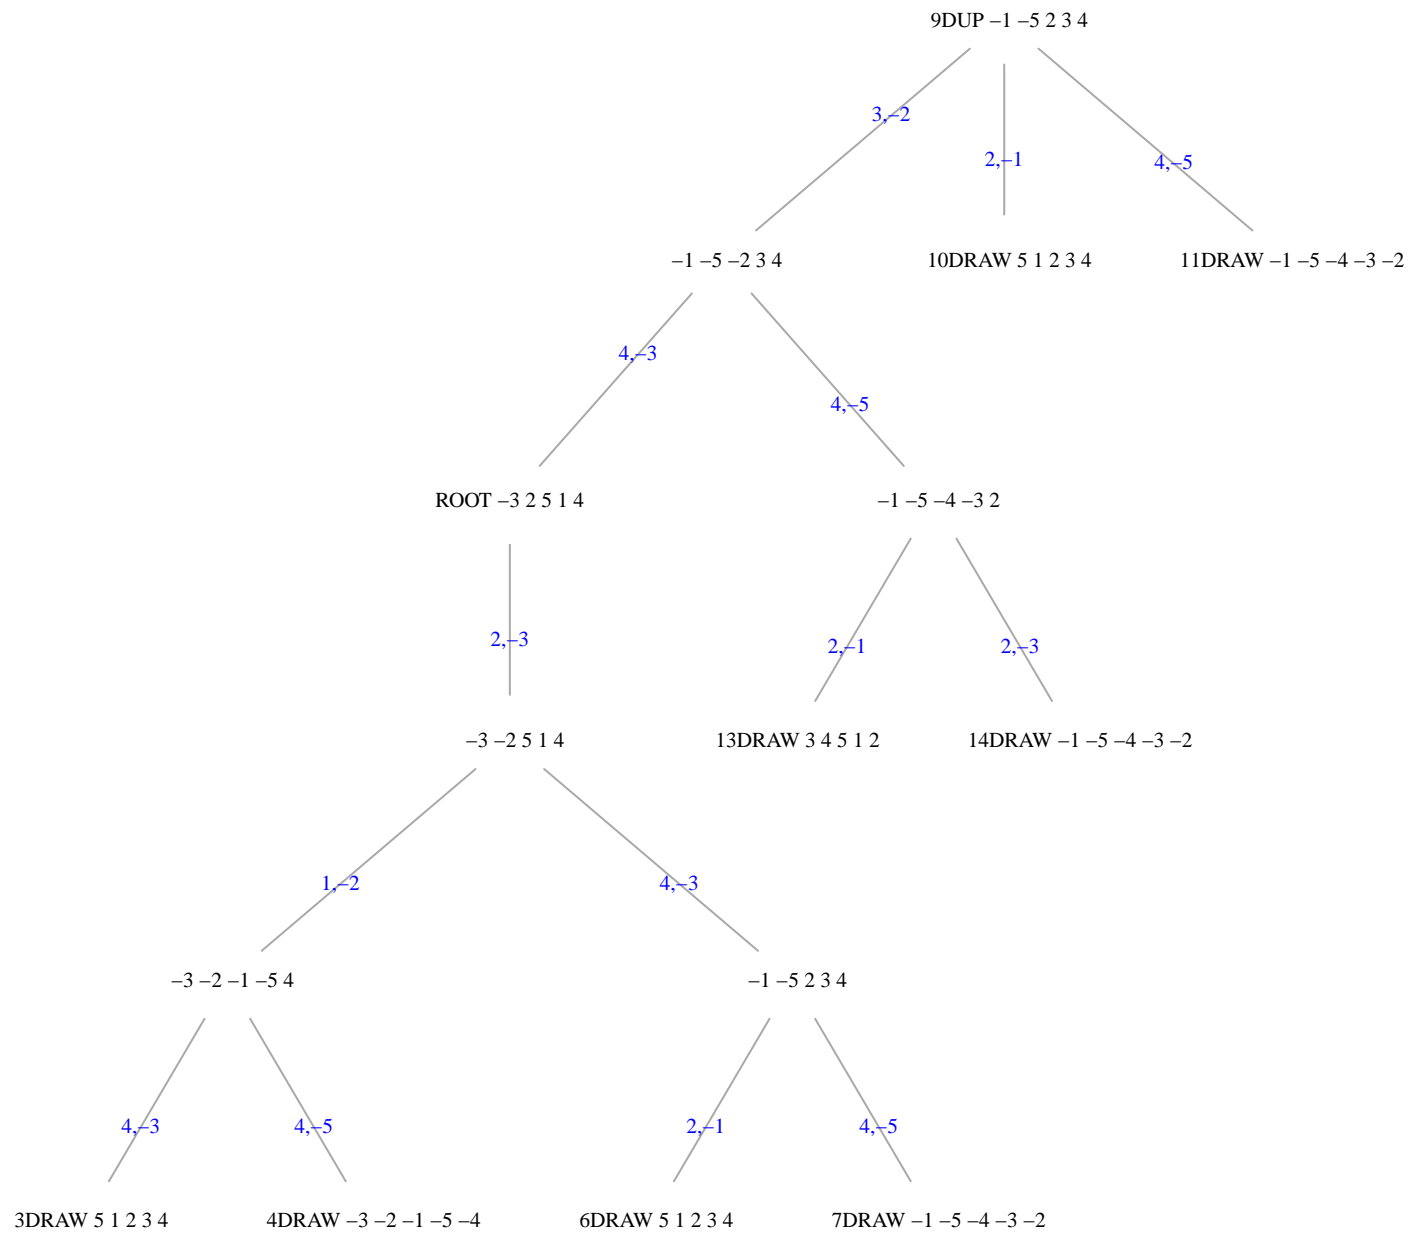 9DUP –1 –5 2 3 4
3,–2
2,–1
4,–5
–1 –5 –2 3 4
10DRAW 5 1 2 3 4
11DRAW –1 –5 –4 –3 –2
4,–3
4,–5
ROOT –3 2 5 1 4
–1 –5 –4 –3 2
2,–3
2,–1
2,–3
–3 –2 5 1 4
13DRAW 3 4 5 1 2
14DRAW –1 –5 –4 –3 –2
1,–2
4,–3
–3 –2 –1 –5 4
–1 –5 2 3 4
4,–3
4,–5
2,–1
4,–5
3DRAW 5 1 2 3 4
4DRAW –3 –2 –1 –5 –4
6DRAW 5 1 2 3 4
7DRAW –1 –5 –4 –3 –2